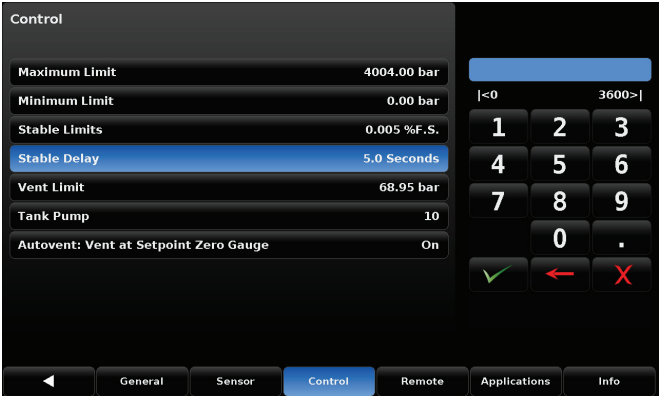 Control
Maximum Limit 4004.00 bar
Minimum Limit 0.00 bar
Stable Limits 0.005 %F.S.
Stable Delay 5.0 Seconds
Vent Limit 68.95 bar
Tank Pump 10
Autovent: Vent at Setpoint Zero Gauge On
|<0 3600>|
1 2 3
4 5 6
7 8 9
0 .
X
General Sensor Control Remote Applications Info